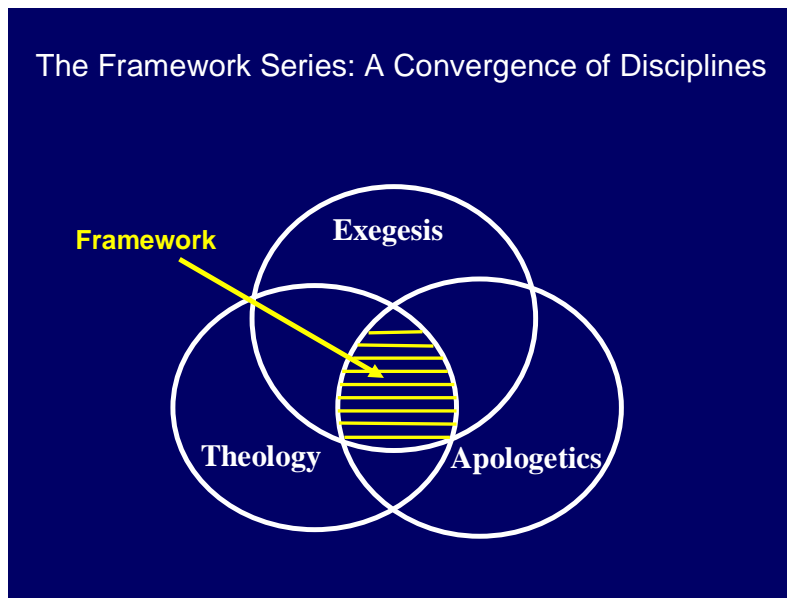 The Framework Series: A Convergence of Disciplines
Exegesis
Framework
Theology
Apologetics